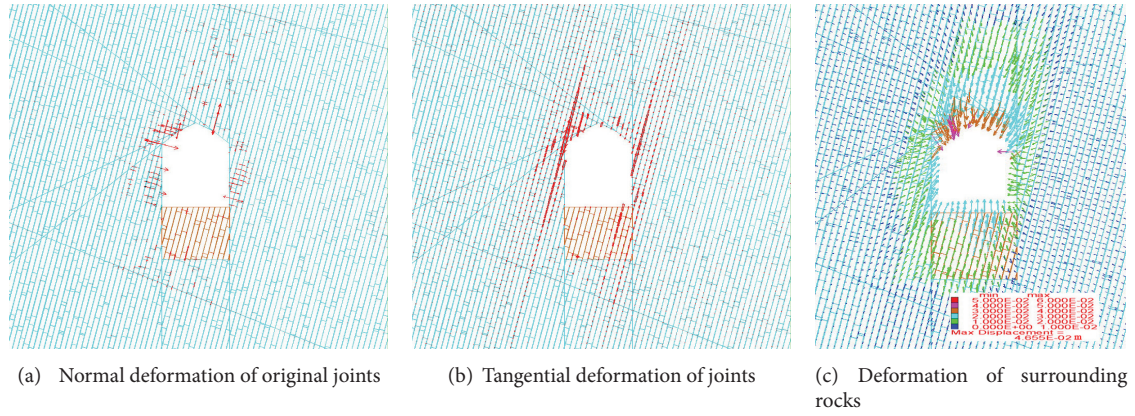 min max
5.000E-02 6.000E-02
4.000E-02 5.000E-02
3.000E-02 4.000E-02
2.000E-02 3.000E-02
1.000E-02 2.000E-02
0.000E+00 1.000E-02
Max Displacement =
4.655E-02 m
(a) Normal deformation of original joints
(b) Tangential deformation of joints
(c) Deformation of surrounding
rocks